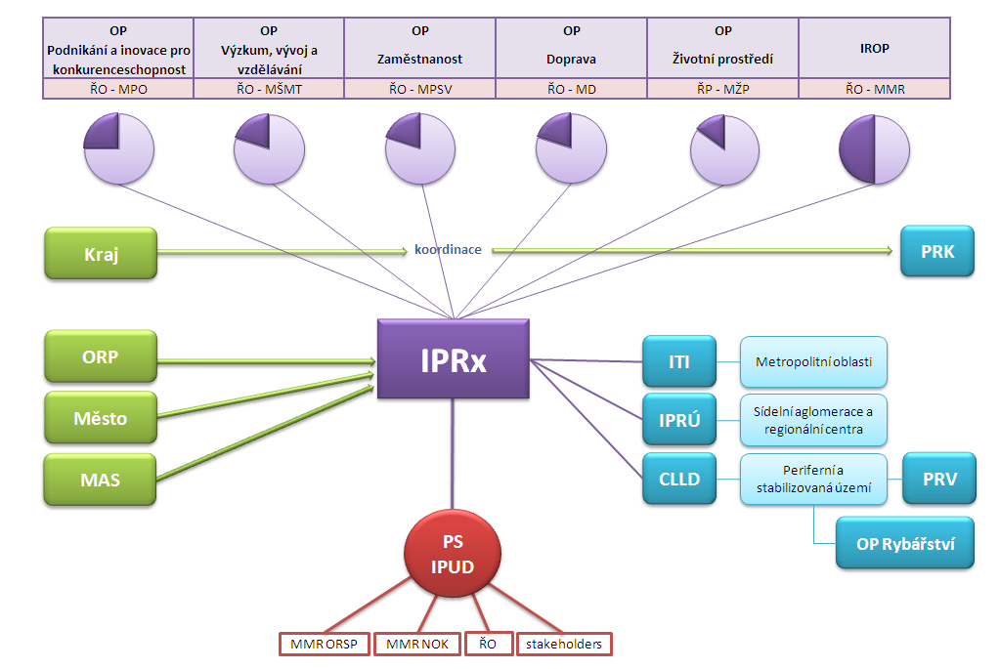 OP
Podnikání a inovace pro
konkurenceschopnost
OP
Výzkum, vývoj a
vzdělávání
OP
Zaměstnanost
OP
Doprava
OP
Životní prostředí
IROP
ŘO - MPO
ŘO - MŠMT
ŘO - MPSV
ŘO - MD
ŘP - MŽP
ŘO - MMR
Kraj
koordinace
PRK
ORP
Město
MAS
IPRx
ITI
Metropolitní oblasti
IPRÚ
Sídelní aglomerace a
regionální centra
CLLD
Periferní a
stabilizovaná území
PRV
OP Rybářství
PS
IPUD
MMR ORSP
MMR NOK
ŘO
stakeholders